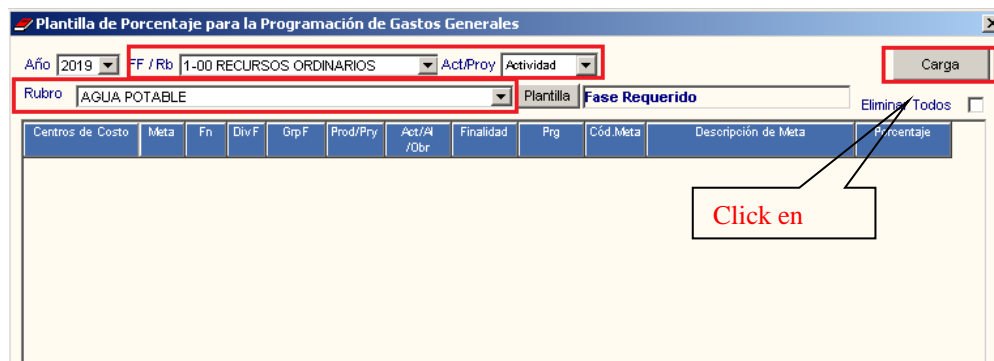 Plantilla de Porcentaje para la Programación de Gastos Generales
Año 2019 FF / Rb 1-00 RECURSOS ORDINARIOS Act/Proy Actividad Carga
Rubro AGUA POTABLE Plantilla Fase Requerido Eliminar Todos
Centros de Costo Meta Fn Div F Grp F Prod/Pry Act/AI /Obr Finalidad Prg Cód.Meta Descripción de Meta Porcentaje
Click en